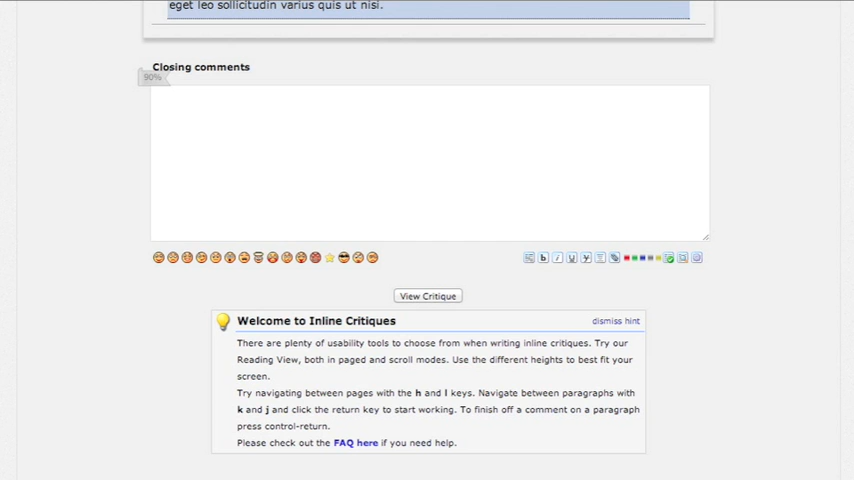 eget leo sollicitudin varius quis ut nisi.
Closing comments
90%
b i U
View Critique
Welcome to Inline Critiques dismiss hint
There are plenty of usability tools to choose from when writing inline critiques. Try our
Reading View, both in paged and scroll modes. Use the different heights to best fit your
screen.
Try navigating between pages with the h and l keys. Navigate between paragraphs with
k and j and click the return key to start working. To finish off a comment on a paragraph
press control-return.
Please check out the FAQ here if you need help.